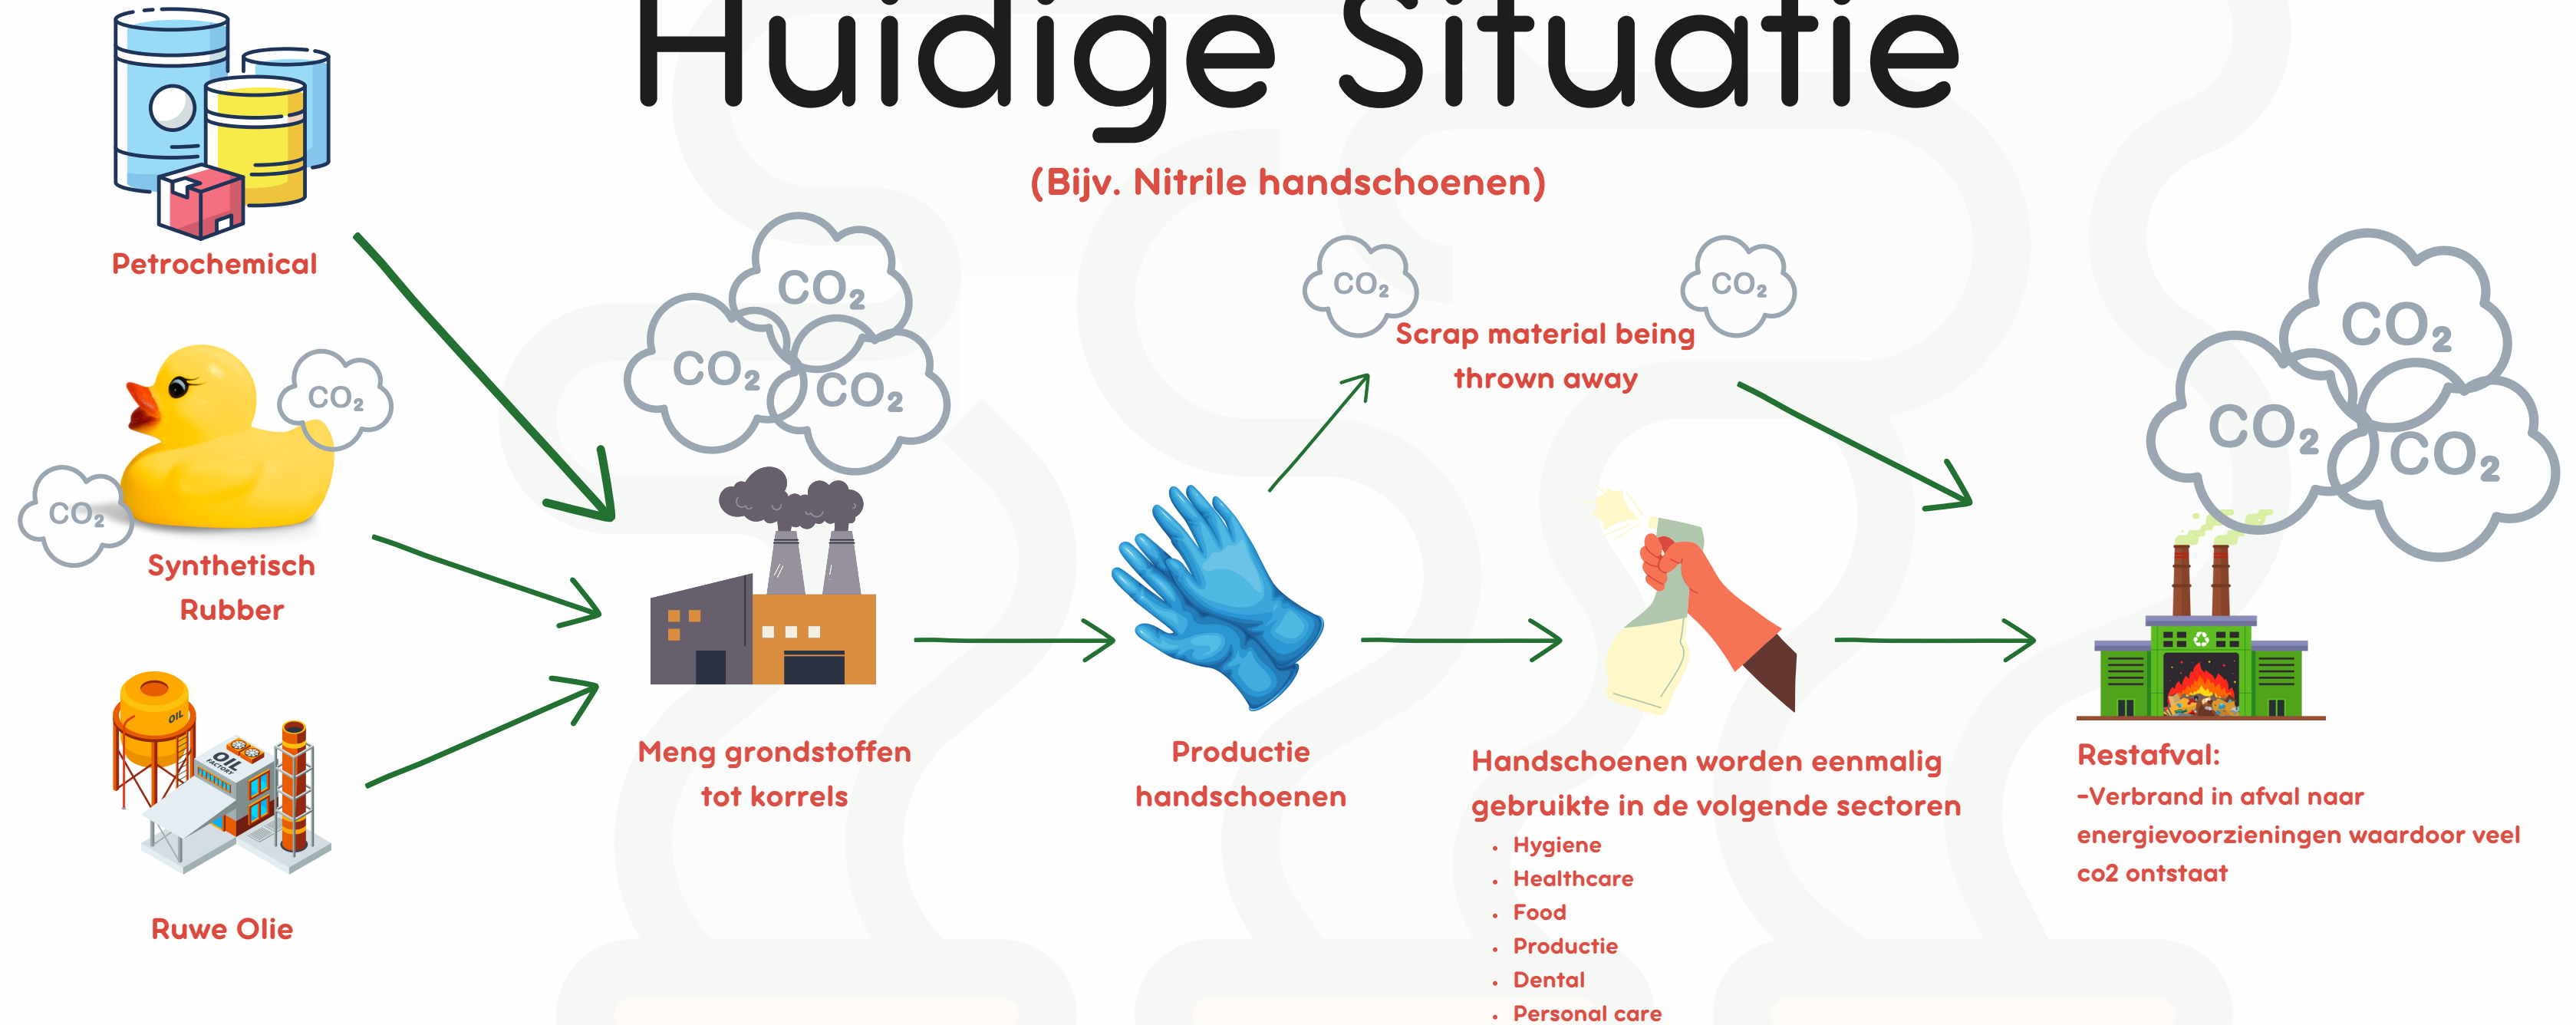 Huidige Situatie
(Bijv. Nitrile handschoenen)
Petrochemical
CO₂
CO₂
Synthetisch
Rubber
OIL
OIL
FACTORY
Ruwe Olie
CO₂
CO₂
CO₂
Meng grondstoffen
tot korrels
Productie
handschoenen
CO₂
CO₂
Scrap material being
thrown away
Handschoenen worden eenmalig
gebruikte in de volgende sectoren
• Hygiene
• Healthcare
• Food
• Productie
• Dental
• Personal care
CO₂
CO₂
CO₂
Restafval:
-Verbrand in afval naar
energievoorzieningen waardoor veel
co2 ontstaat